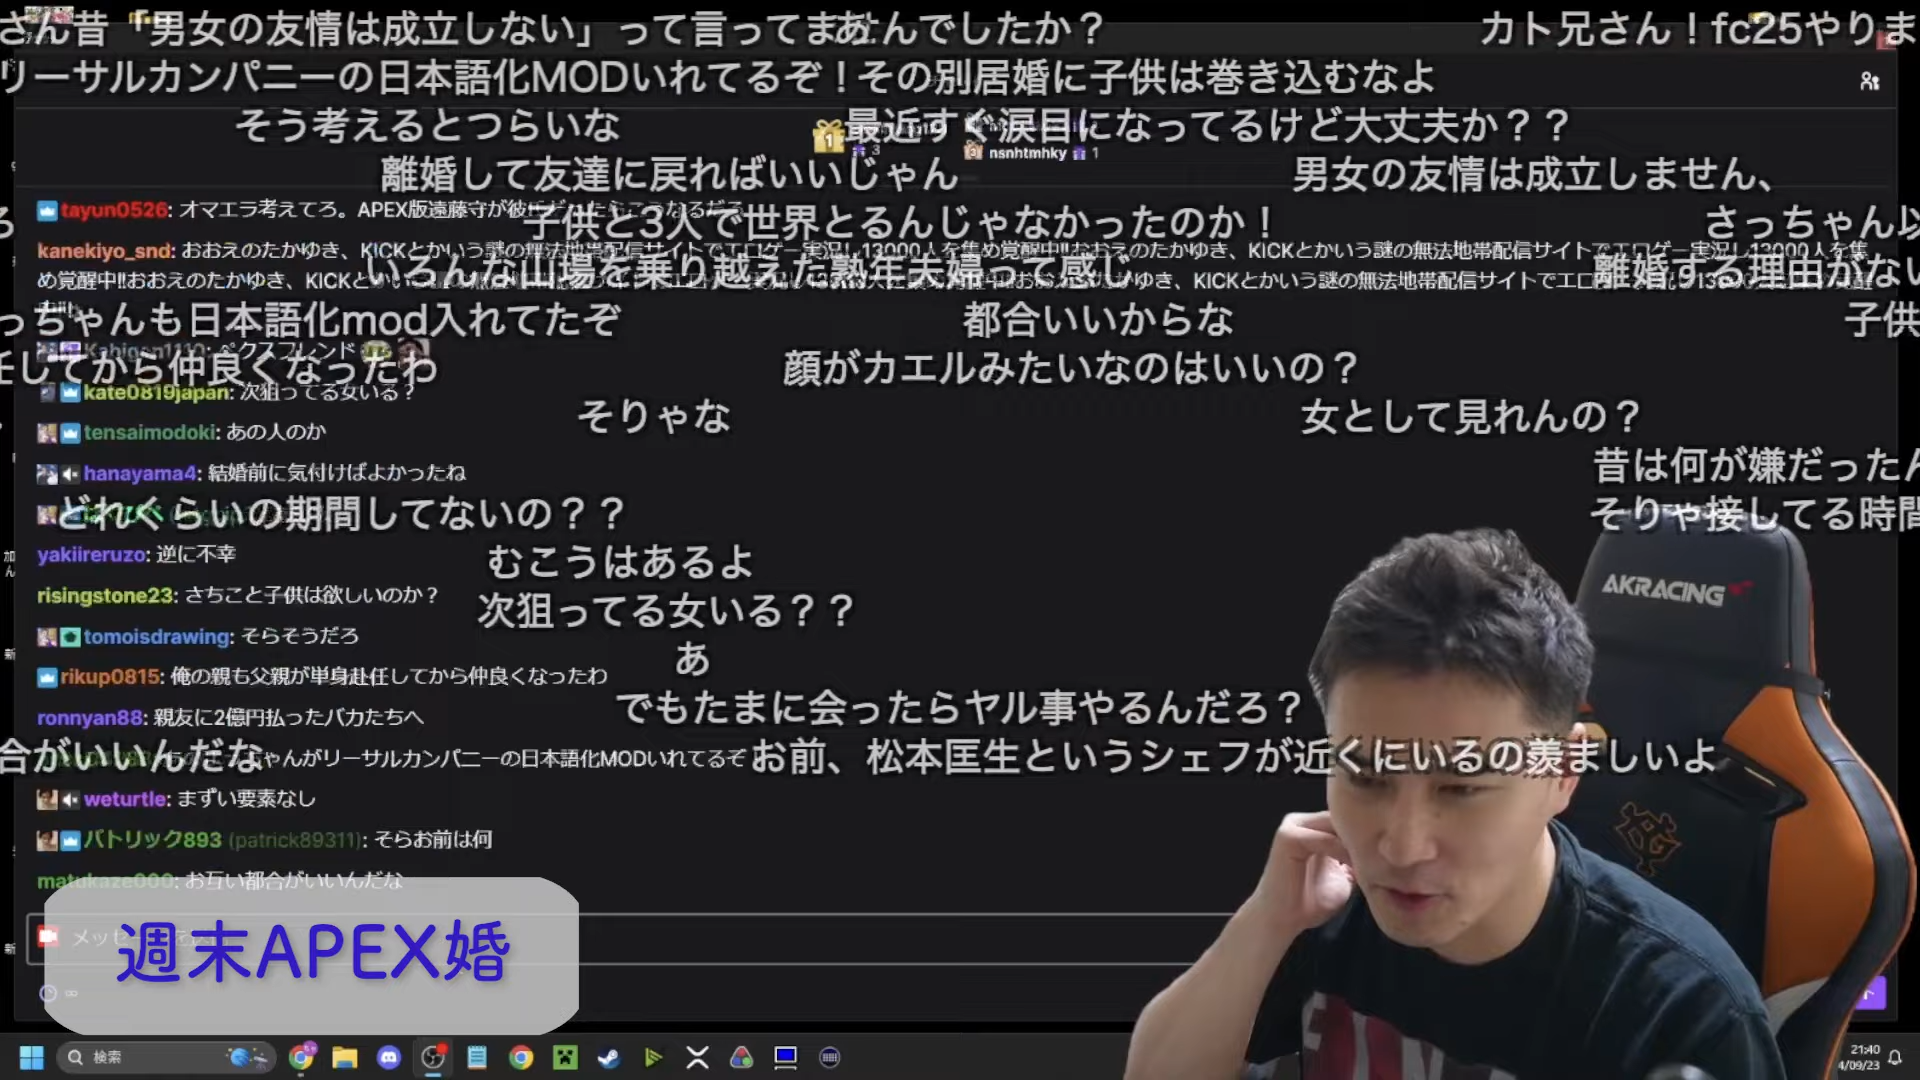 さん昔「男女の友情は成立しない」って言ってま
んでしたか？
カト兄さん！fc25やりま
リーサルカンパニーの日本語化MODいれてるぞ！
その別居婚に子供は巻き込むなよ
そう考えるとつらいな
最近すぐ涙目になってるけど大丈夫か？？
nsnhtmhky 1
離婚して友達に戻ればいいじゃん
男女の友情は成立しません、
tayun0526: オマエラ考えてろ。APEX版遠藤守が彼
子供と3人で世界とるんじゃなかったのか！
さっちゃん以
kanekiyo_snd: おおえのたかゆき、KICKとかいう謎の無法地帯配信サイトでエロゲー実況し13000人を集め覚醒中!!おおえのたかゆき、KICKとかいう謎の無法地帯配信サイトでエロゲー実況し13000人を集
め覚醒中!!おおえのたかゆき、KICKと
いろんな山場を乗り越えた熟年夫婦って感じ
離婚する理由がない
っちゃんも日本語化mod入れてたぞ
都合いいからな
子供
Kabigon1110: ペクスフレンド
任してから仲良くなったわ
顔がカエルみたいなのはいいの？
kate0819japan: 次狙ってる女いる？
そりゃな
女として見れんの？
tensaimodoki: あの人のか
昔は何が嫌だったん
hanayama4: 結婚前に気付けばよかったね
どれくらいの期間してないの？？
そりゃ接してる時間
yakiireruzo: 逆に不幸
むこうはあるよ
risingstone23: さちこと子供は欲しいのか？
次狙ってる女いる？？
tomoisdrawing: そらそうだろ
あ
rikup0815: 俺の親も父親が単身赴任してから仲良くなったわ
ronnyan88: 親友に2億円払ったバカたちへ
でもたまに会ったらヤル事やるんだろ？
合がいいんだな
ちゃんがリーサルカンパニーの日本語化MODいれてるぞ
お前、松本匡生というシェフが近くにいるの羨ましいよ
weturtle: まずい要素なし
パトリック893 (patrick89311): そらお前は何
matukaze000: お互い都合がいいんだな
週末APEX婚
検索
21:40
4/09/23
AKRACING